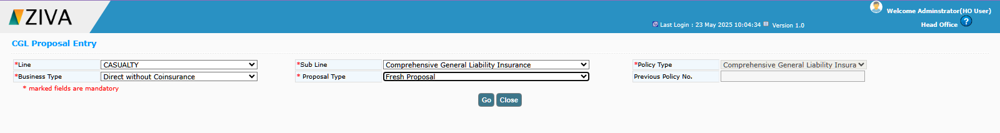 ZIVA
Welcome Adminstrator(HO User)
Last Login : 23 May 2025 10:04:34 Version 1.0
Head Office ?
CGL Proposal Entry
*Line CASUALTY *Sub Line Comprehensive General Liability Insurance *Policy Type Comprehensive General Liability Insura
*Business Type Direct without Coinsurance * Proposal Type Fresh Proposal Previous Policy No.
* marked fields are mandatory
Go Close